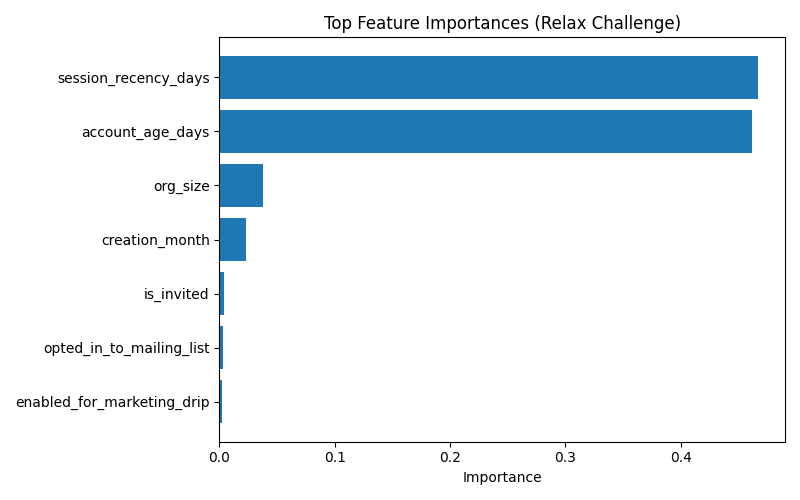 Top Feature Importances (Relax Challenge)
session_recency_days
account_age_days
org_size
creation_month
is_invited
opted_in_to_mailing_list
enabled_for_marketing_drip
0.0 0.1 0.2 0.3 0.4
Importance